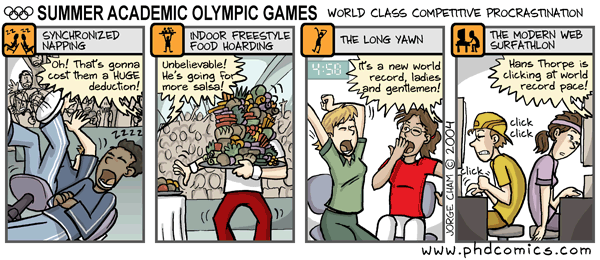 SUMMER ACADEMIC OLYMPIC GAMES WORLD CLASS COMPETITIVE PROCRASTINATION
SYNCHRONIZED
NAPPING
Oh! That's gonna
cost them a HUGE
deduction!
ZZZZ
INDOOR FREESTYLE
FOOD HOARDING
Unbelievable!
He's going for
more salsa!
THE LONG YAWN
4:50
It's a new world
record, ladies
and gentlemen!
THE MODERN WEB
SURFATHLON
Hans Thorpe is
clicking at world
record pace!
click
click
click
JORGE CHAM © 2004
www.phdcomics.com